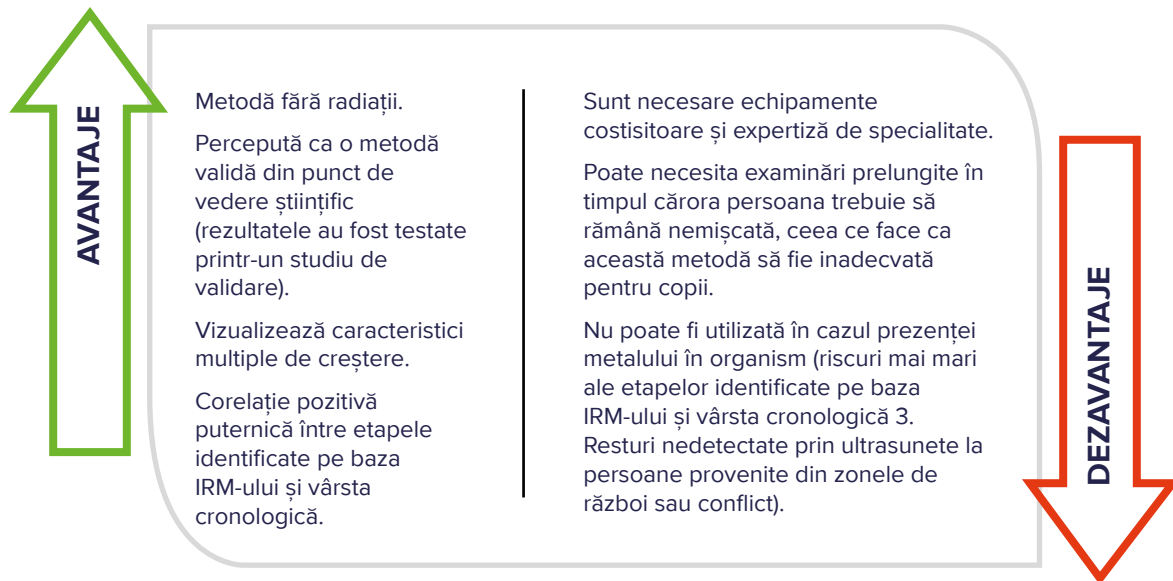 AVANTAJE
Metodă fără radiații.
Percepută ca o metodă
validă din punct de
vedere științific
(rezultatele au fost testate
printr-un studiu de
validare).
Vizualizează caracteristici
multiple de creștere.
Corelație pozitivă
puternică între etapele
identificate pe baza
IRM-ului și vârsta
cronologică.
Sunt necesare echipamente
costisitoare și expertiză de specialitate.
Poate necesita examinări prelungite în
timpul cărora persoana trebuie să
rămână nemișcată, ceea ce face ca
această metodă să fie inadecvată
pentru copii.
Nu poate fi utilizată în cazul prezenței
metalului în organism (riscuri mai mari
ale etapelor identificate pe baza
IRM-ului și vârsta cronologică 3.
Resturi nedetectate prin ultrasunete la
persoane provenite din zonele de
război sau conflict).
DEZAVANTAJE